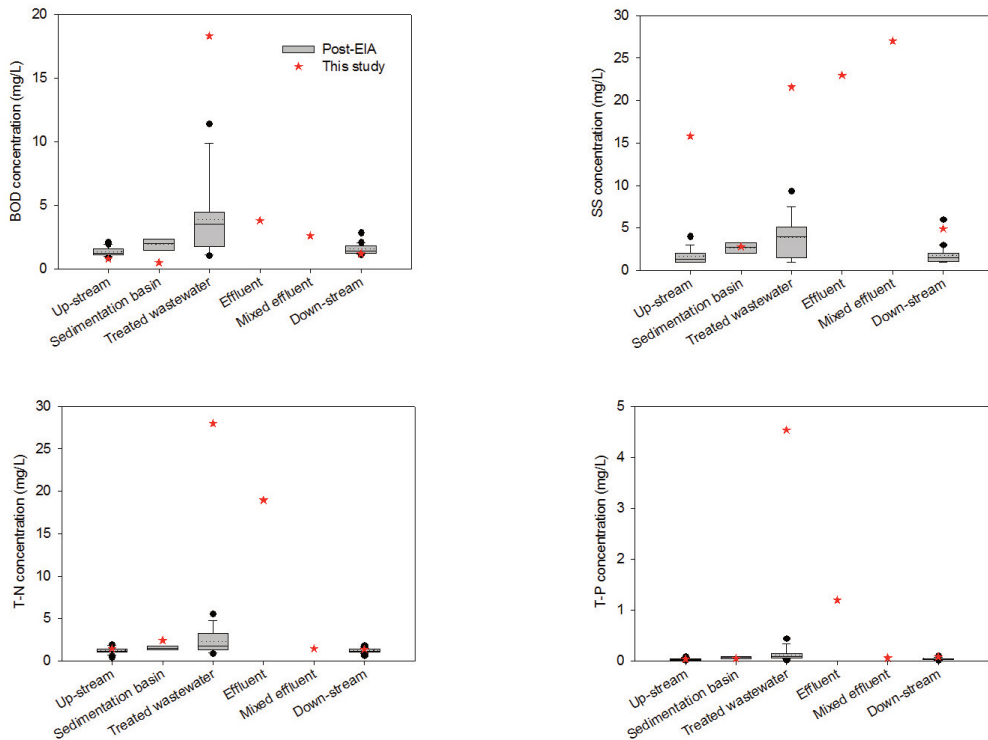 BOD concentration (mg/L)
20
15
10
5
0
Post-EIA
This study
Up-stream
Sedimentation basin
Treated wastewater
Effluent
Mixed effluent
Down-stream
SS concentration (mg/L)
30
25
20
15
10
5
0
Up-stream
Sedimentation basin
Treated wastewater
Effluent
Mixed effluent
Down-stream
T-N concentration (mg/L)
30
25
20
15
10
5
0
Up-stream
Sedimentation basin
Treated wastewater
Effluent
Mixed effluent
Down-stream
T-P concentration (mg/L)
5
4
3
2
1
0
Up-stream
Sedimentation basin
Treated wastewater
Effluent
Mixed effluent
Down-stream